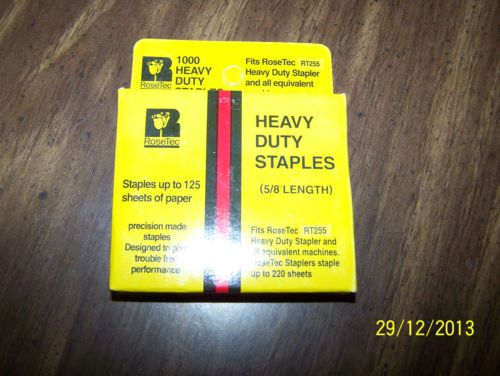 1000
HEAVY
DUTY
STAPLES
RoseTec
Fits RoseTec RT255
Heavy Duty Stapler
and all equivalent
RoseTec
HEAVY
DUTY
STAPLES
(5/8 LENGTH)
Staples up to 125
sheets of paper
precision made
staples
Designed to
trouble free
performance
Fits RoseTec RT255
Heavy Duty Stapler and
all equivalent machines.
RoseTec Staplers staple
up to 220 sheets
29/12/2013